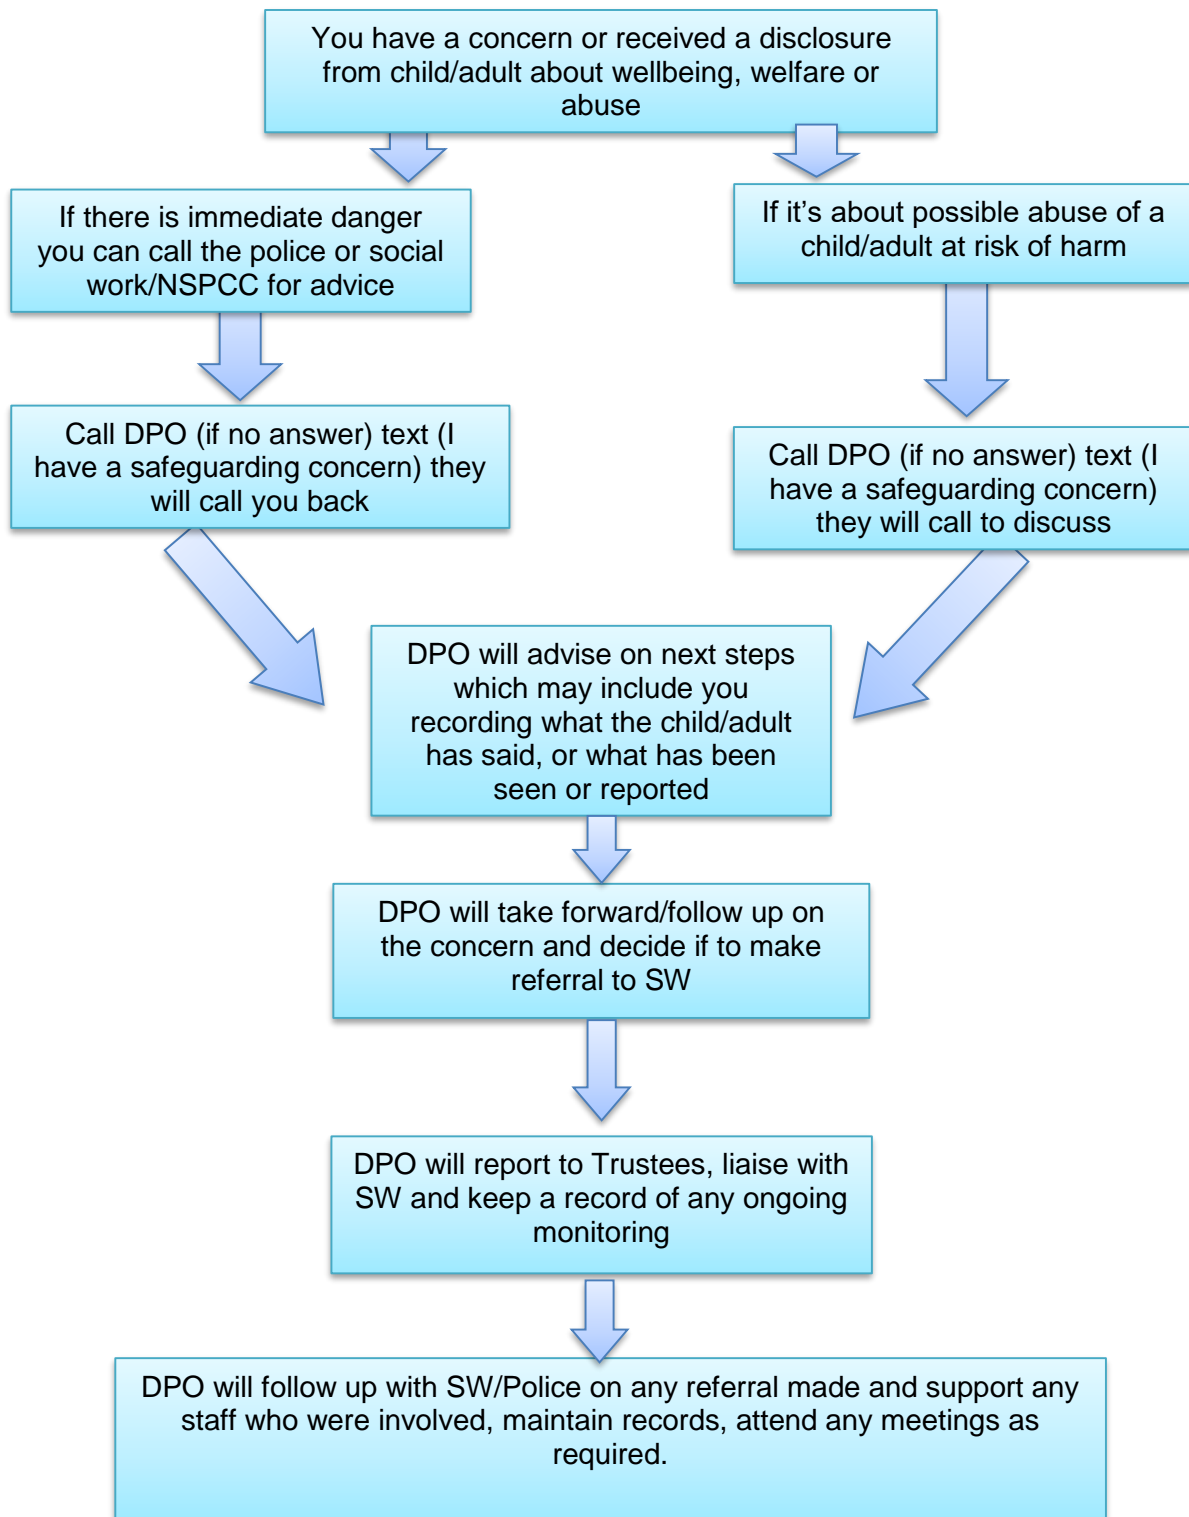 You have a concern or received a disclosure
from child/adult about wellbeing, welfare or
abuse
If there is immediate danger
you can call the police or social
work/NSPCC for advice
If it’s about possible abuse of a
child/adult at risk of harm
Call DPO (if no answer) text (I
have a safeguarding concern) they
will call you back
Call DPO (if no answer) text (I
have a safeguarding concern)
they will call to discuss
DPO will advise on next steps
which may include you
recording what the child/adult
has said, or what has been
seen or reported
DPO will take forward/follow up on
the concern and decide if to make
referral to SW
DPO will report to Trustees, liaise with
SW and keep a record of any ongoing
monitoring
DPO will follow up with SW/Police on any referral made and support any
staff who were involved, maintain records, attend any meetings as
required.